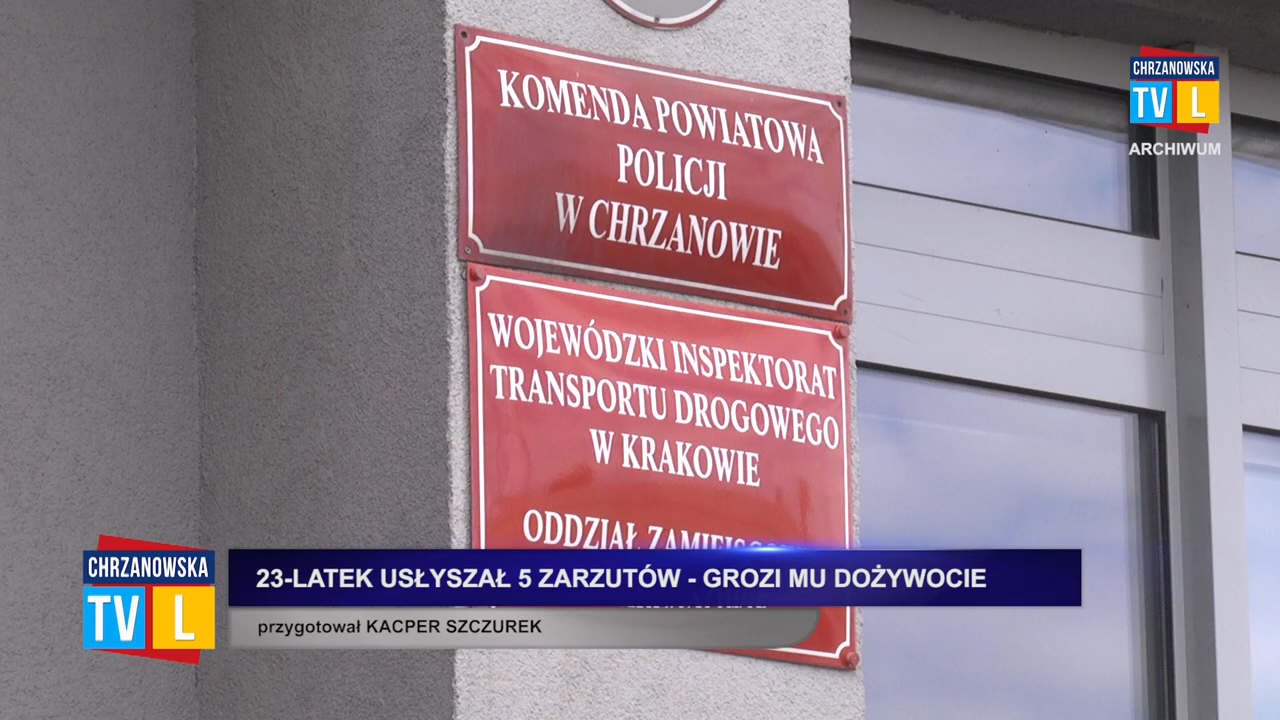 KOMENDA POWIATOWA
POLICJI
W CHRZANOWIE
WOJEWÓDZKI INSPEKTORAT
TRANSPORTU DROGOWEGO
W KRAKOWIE
ODDZIAŁ
CHRZANOWSKA
TV L
ARCHIWUM
CHRZANOWSKA
TV L
23-LATEK USŁYSZAŁ 5 ZARZUTÓW - GROZI MU DOŻYWOCIE
przygotował KACPER SZCZUREK